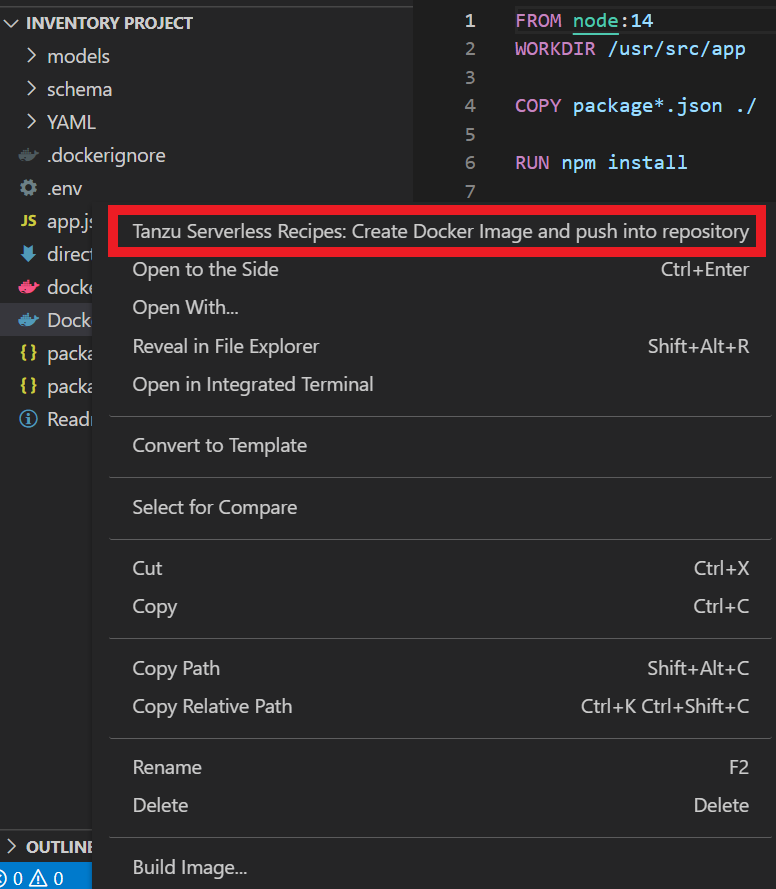 INVENTORY PROJECT
models
schema
YAML
.dockerignore
.env
JS app.js
direct
docke
Docke
{} packa
{} packa
Readm
OUTLINE
0 0
1 FROM node:14
2 WORKDIR /usr/src/app
3
4 COPY package*.json ./
5
6 RUN npm install
7
Tanzu Serverless Recipes: Create Docker Image and push into repository
Open to the Side Ctrl+Enter
Open With...
Reveal in File Explorer Shift+Alt+R
Open in Integrated Terminal
Convert to Template
Select for Compare
Cut Ctrl+X
Copy Ctrl+C
Copy Path Shift+Alt+C
Copy Relative Path Ctrl+K Ctrl+Shift+C
Rename F2
Delete Delete
Build Image...